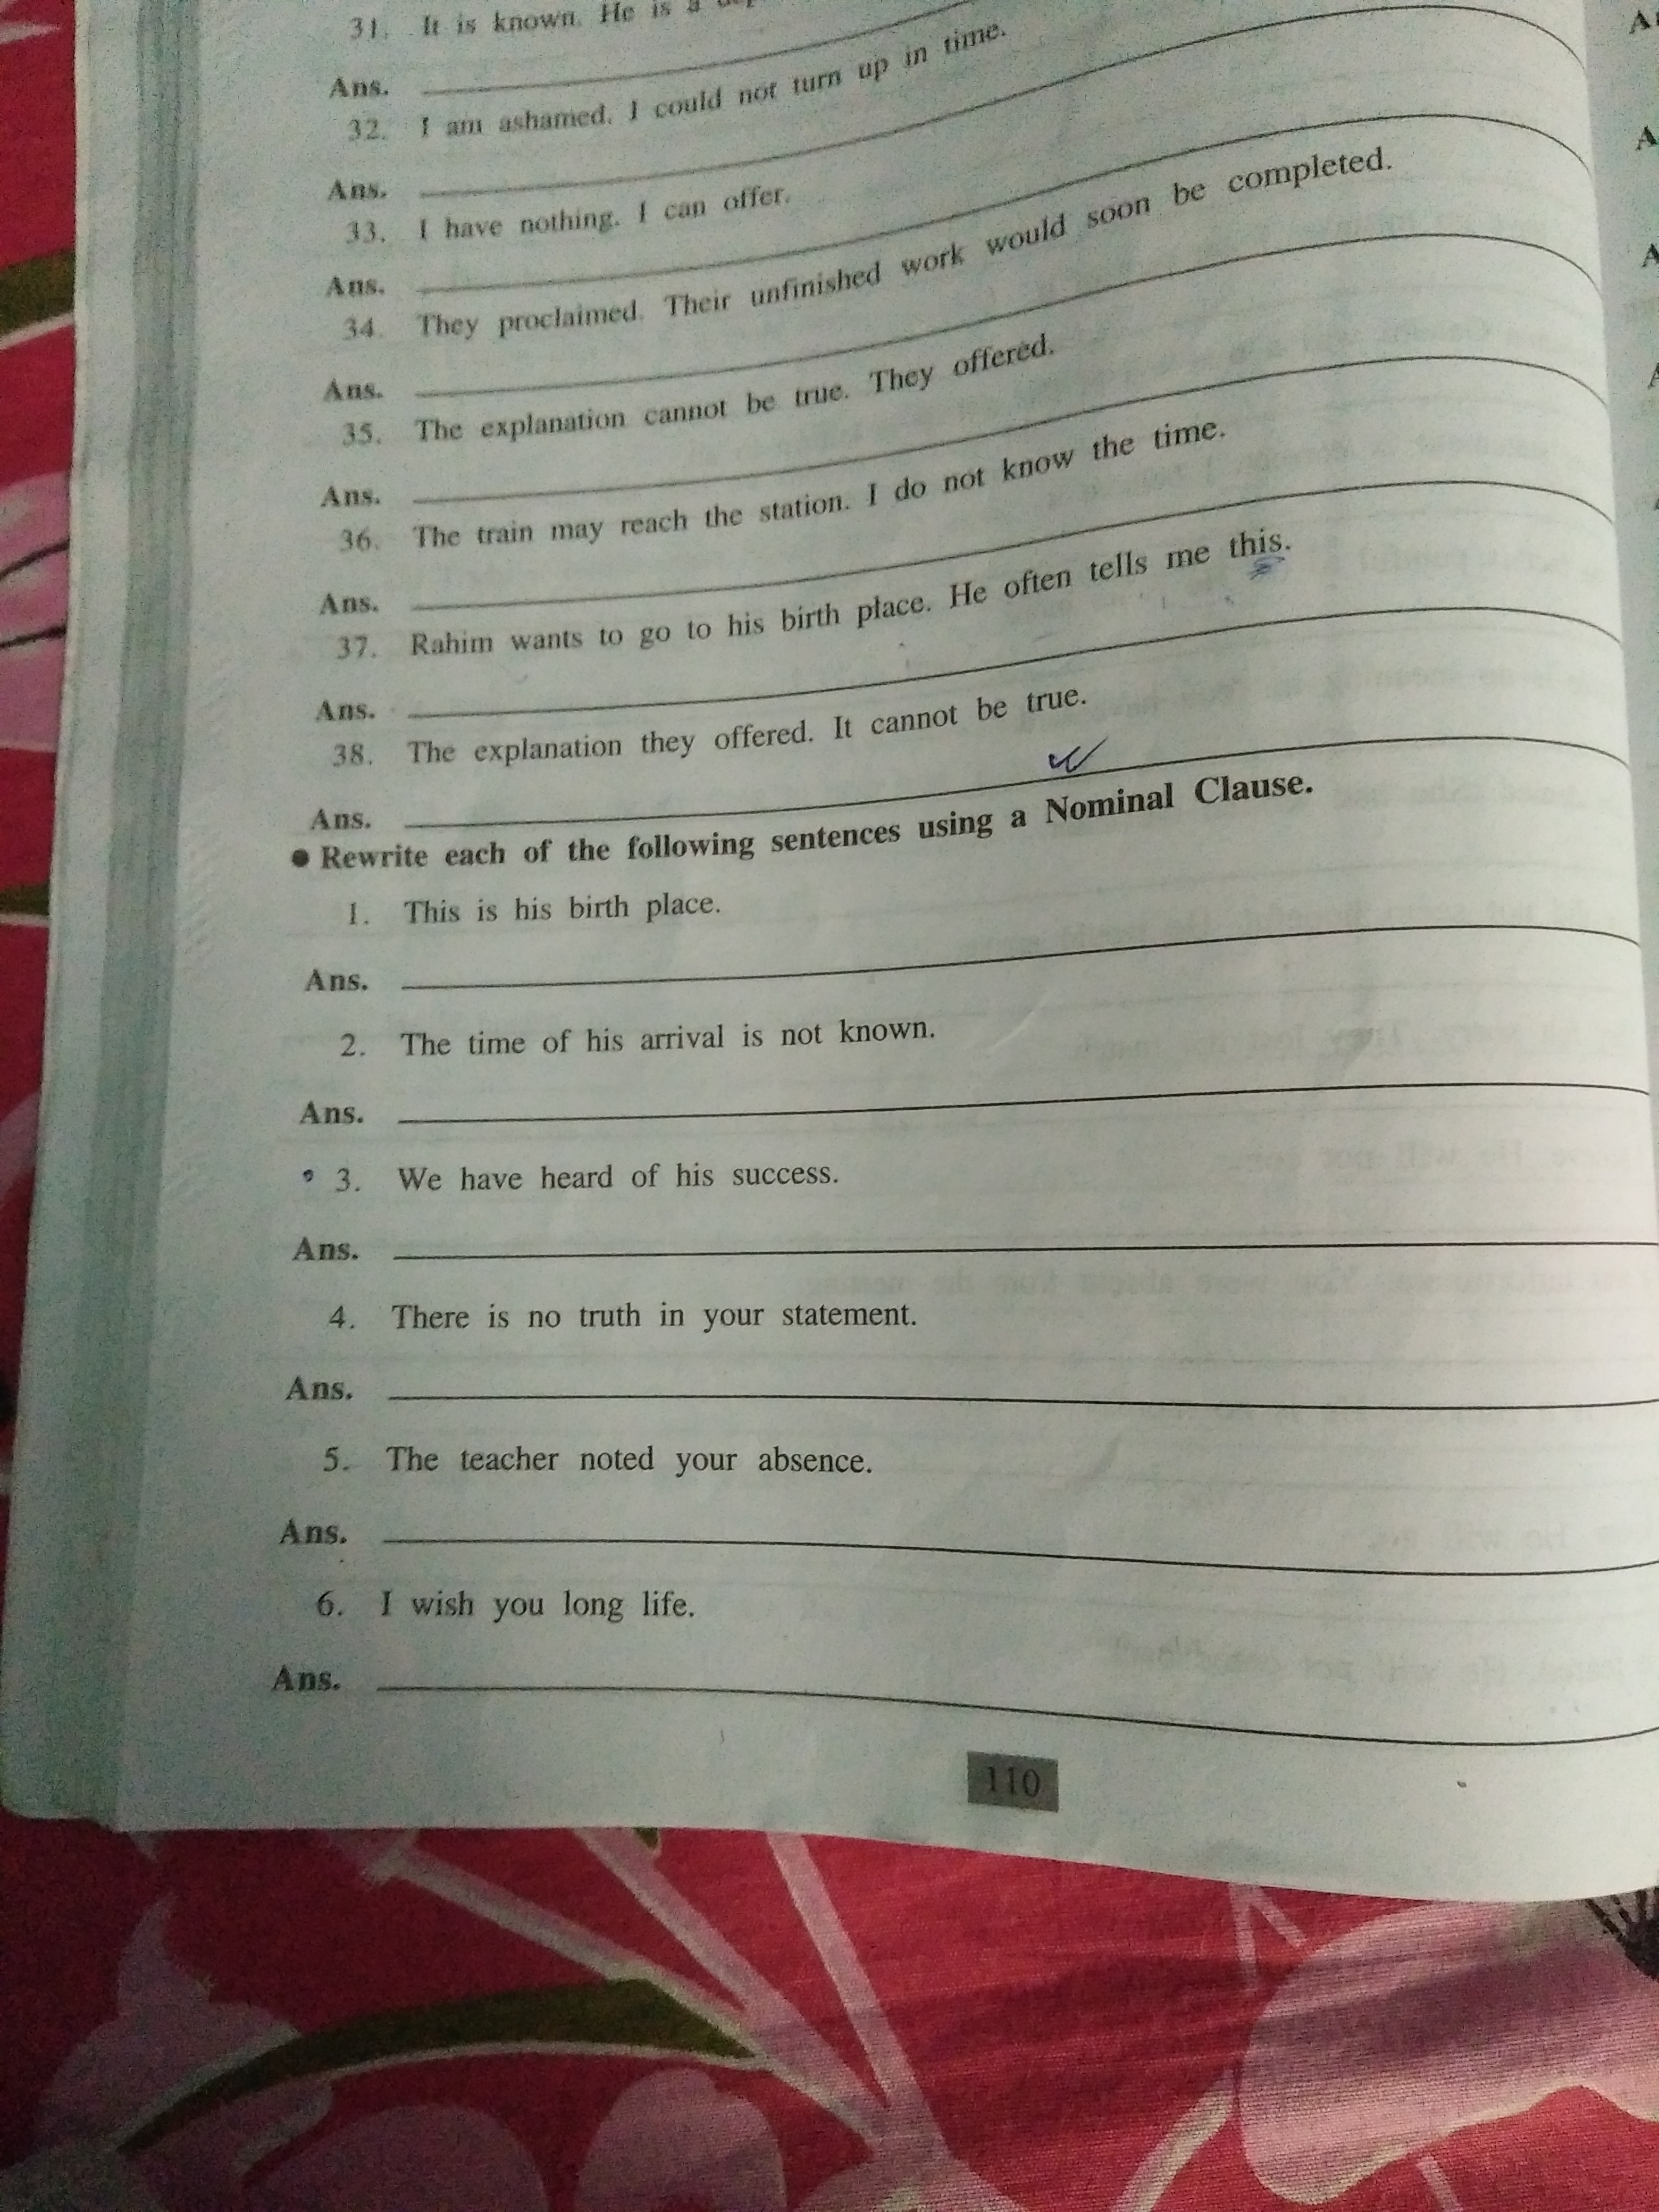 31. It is known. He is a
Ans.
32. I am ashamed. I could not turn up in time.
Ans.
33. I have nothing. I can offer.
Ans.
34. They proclaimed. Their unfinished work would soon be completed.
Ans.
35. The explanation cannot be true. They offered.
Ans.
36. The train may reach the station. I do not know the time.
Ans.
37. Rahim wants to go to his birth place. He often tells me this.
Ans.
38. The explanation they offered. It cannot be true.
Ans.
● Rewrite each of the following sentences using a Nominal Clause.
1. This is his birth place.
Ans.
2. The time of his arrival is not known.
Ans.
3. We have heard of his success.
Ans.
4. There is no truth in your statement.
Ans.
5. The teacher noted your absence.
Ans.
6. I wish you long life.
Ans.
110